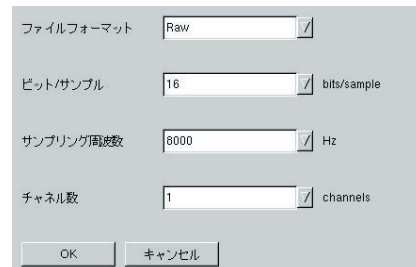 ファイルフォーマット Raw
ビット/サンプル 16 bits/sample
サンプリング周波数 8000 Hz
チャネル数 1 channels
OK キャンセル